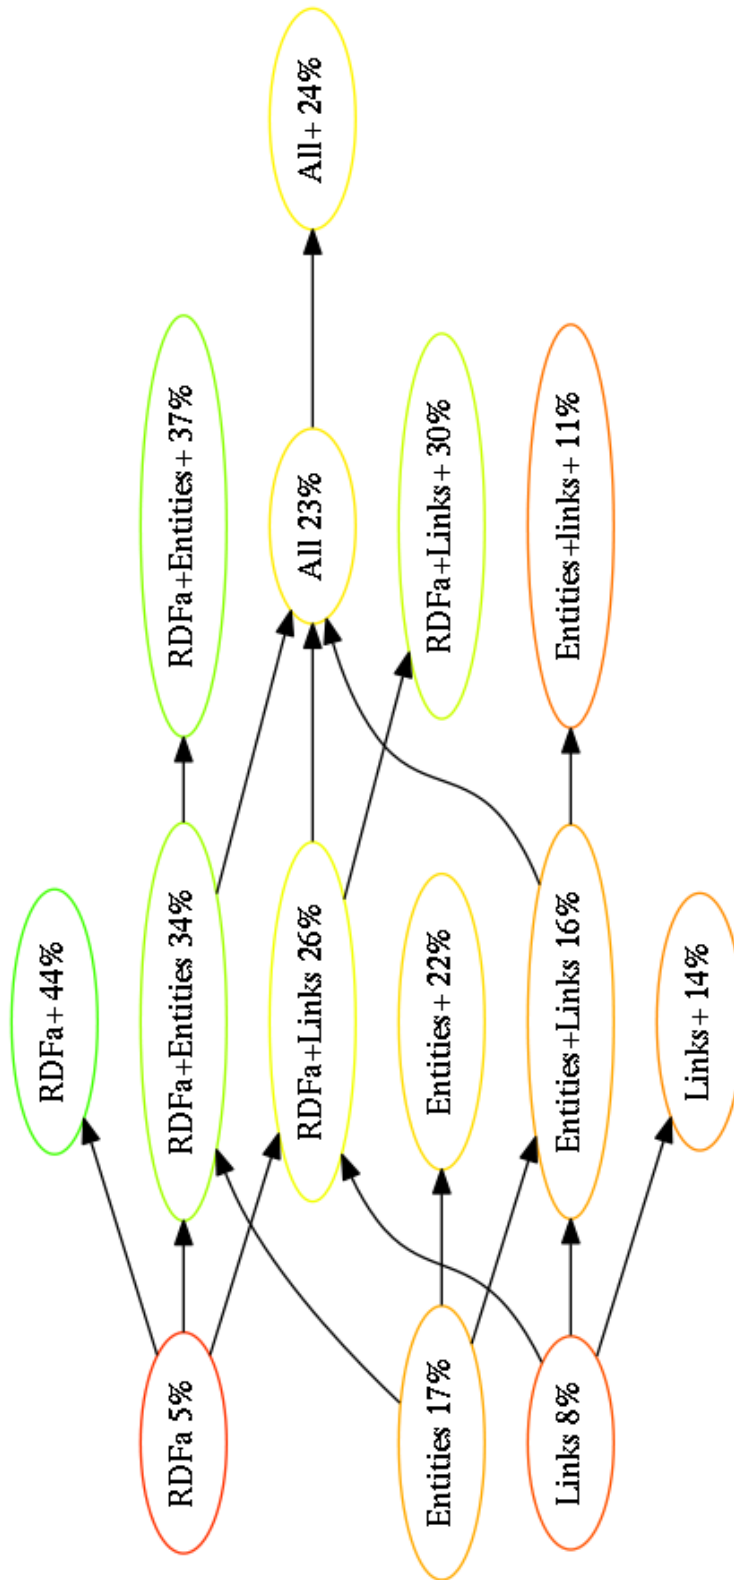 RDFa 5%
Entities 17%
Links 8%
RDFa+ 44%
RDFa+Entities 34%
RDFa+Links 26%
Entities+ 22%
Entities+Links 16%
Links+ 14%
RDFa+Entities+ 37%
All 23%
RDFa+Links+ 30%
Entities+links+ 11%
All+ 24%